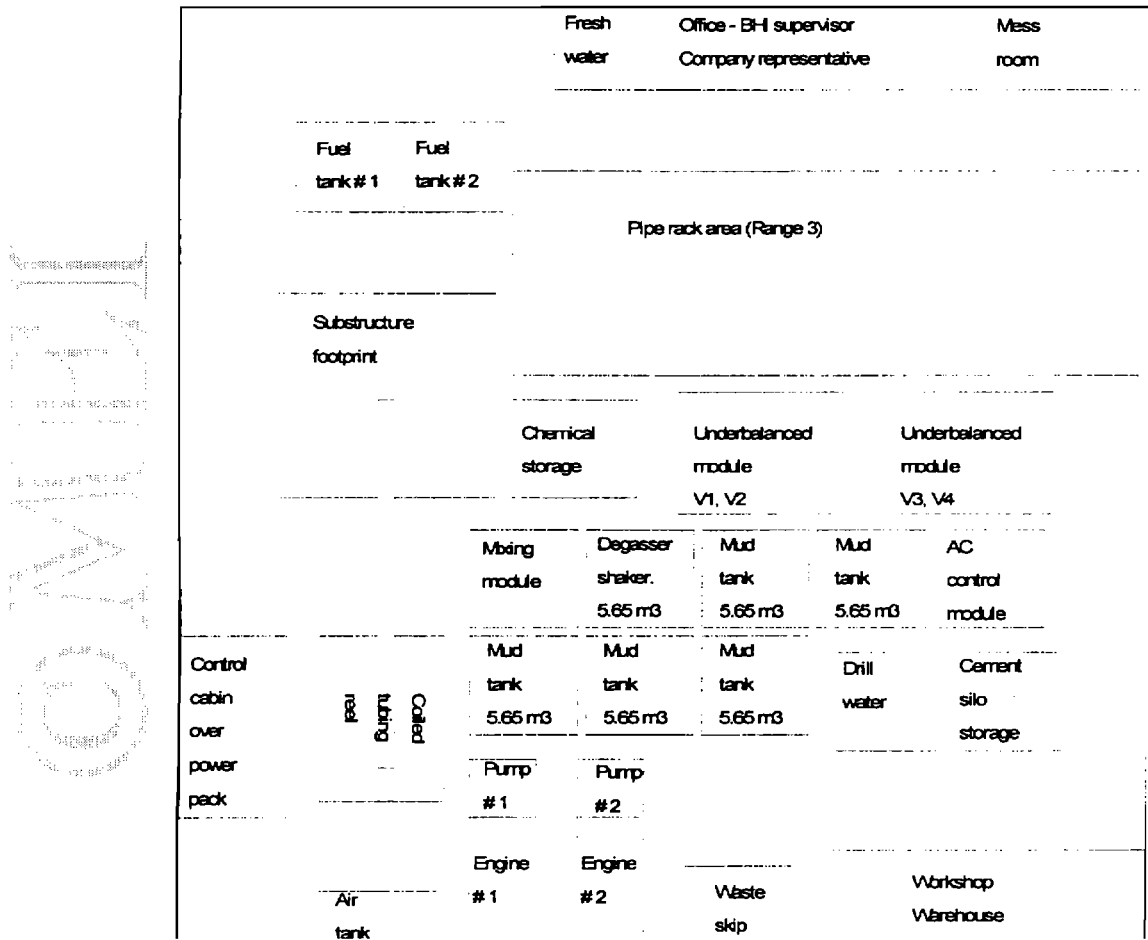 Fresh
water
Office - BHI supervisor
Company representative
Mess
room
Fuel
tank # 1
Fuel
tank # 2
Pipe rack area (Range 3)
Substructure
footprint
Chemical
storage
Underbalanced
module
V1, V2
Underbalanced
module
V3, V4
Mixing
module
Degasser
shaker.
5.65 m3
Mud
tank
5.65 m3
Mud
tank
5.65 m3
AC
control
module
Control
cabin
over
power
pack
Coiled
tubing
reel
Mud
tank
5.65 m3
Mud
tank
5.65 m3
Mud
tank
5.65 m3
Drill
water
Cement
silo
storage
Pump
# 1
Pump
# 2
Engine
# 1
Engine
# 2
Air
tank
Waste
skip
Workshop
Warehouse